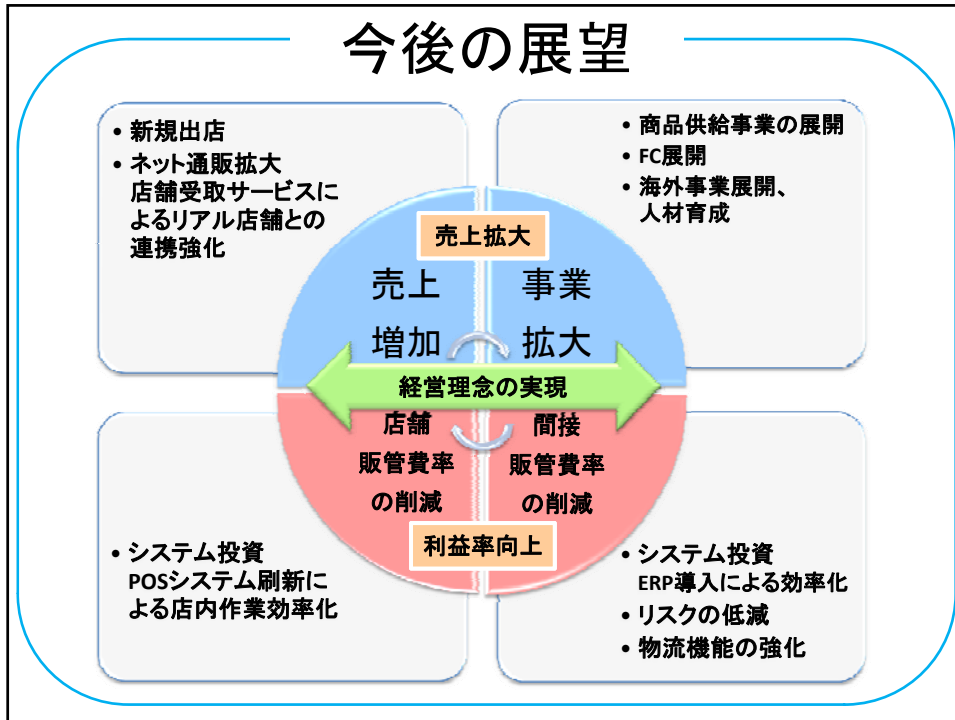 今後の展望
• 新規出店
• ネット通販拡大
店舗受取サービスに
よるリアル店舗との
連携強化
• 商品供給事業の展開
• FC展開
• 海外事業展開、
人材育成
売上拡大
売上
増加
事業
拡大
経営理念の実現
店舗
販管費率
の削減
間接
販管費率
の削減
利益率向上
• システム投資
POSシステム刷新に
よる店内作業効率化
• システム投資
ERP導入による効率化
• リスクの低減
• 物流機能の強化